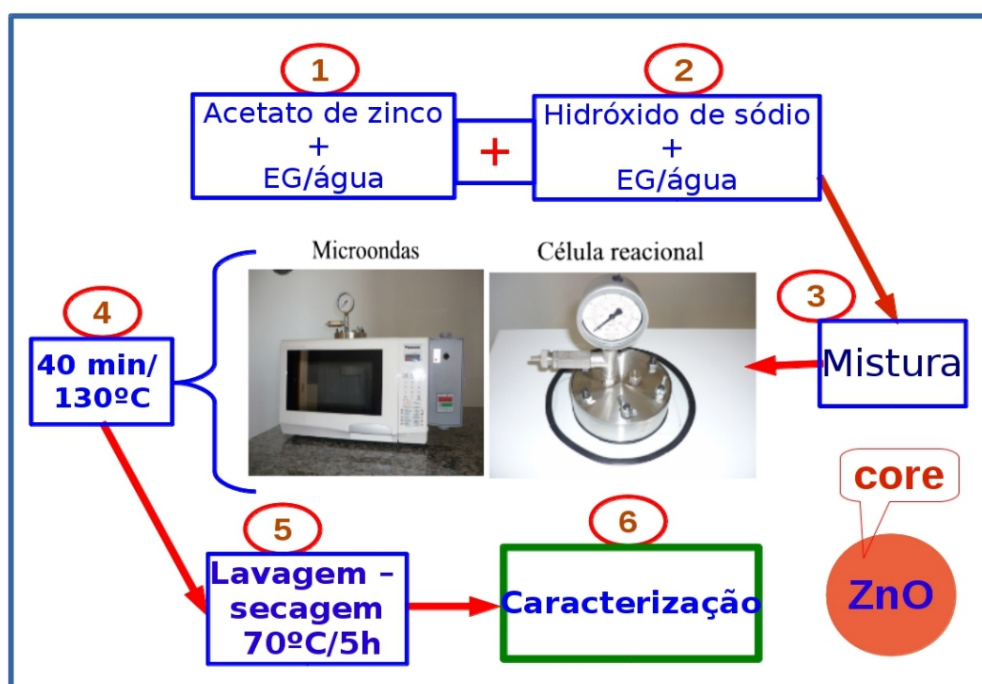 1
Acetato de zinco
+
EG/água
+
2
Hidróxido de sódio
+
EG/água
Microondas
Célula reacional
3
Mistura
4
40 min/
130ºC
5
Lavagem –
secagem
70ºC/5h
6
Caracterização
core
ZnO